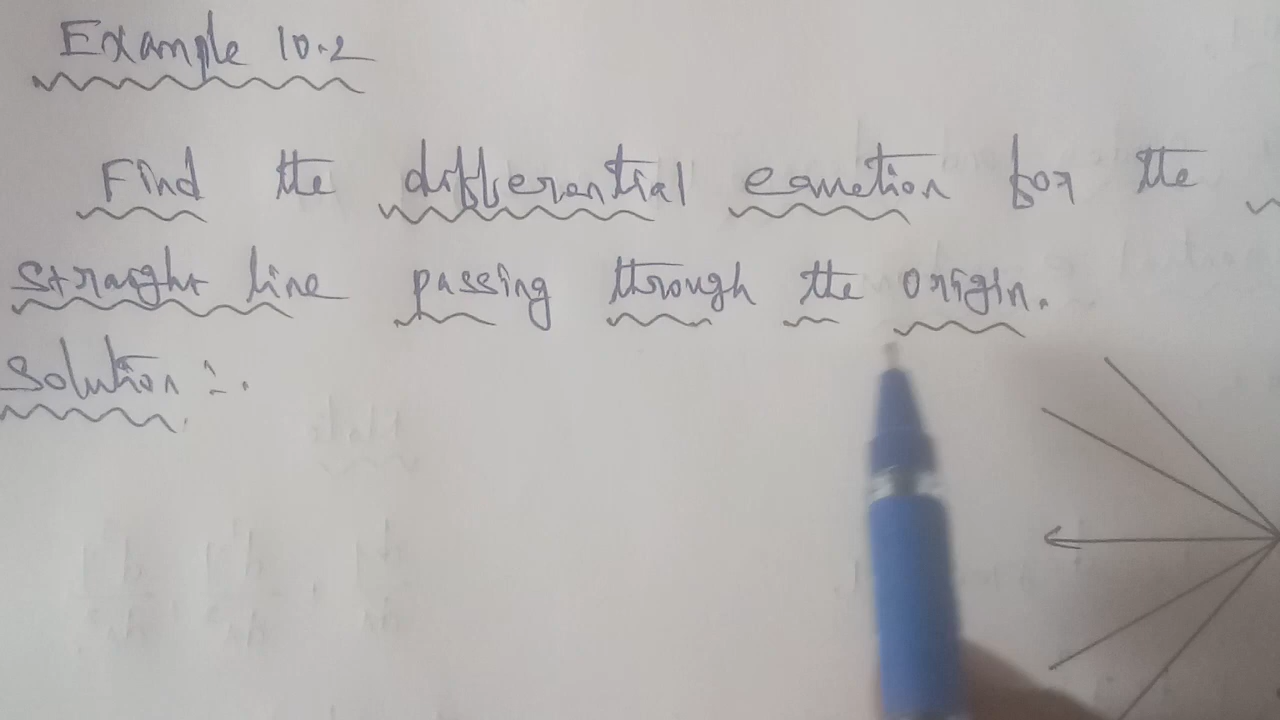 Example 10.2
Find the differential equation for the
straight line passing through the origin.
Solution :-.